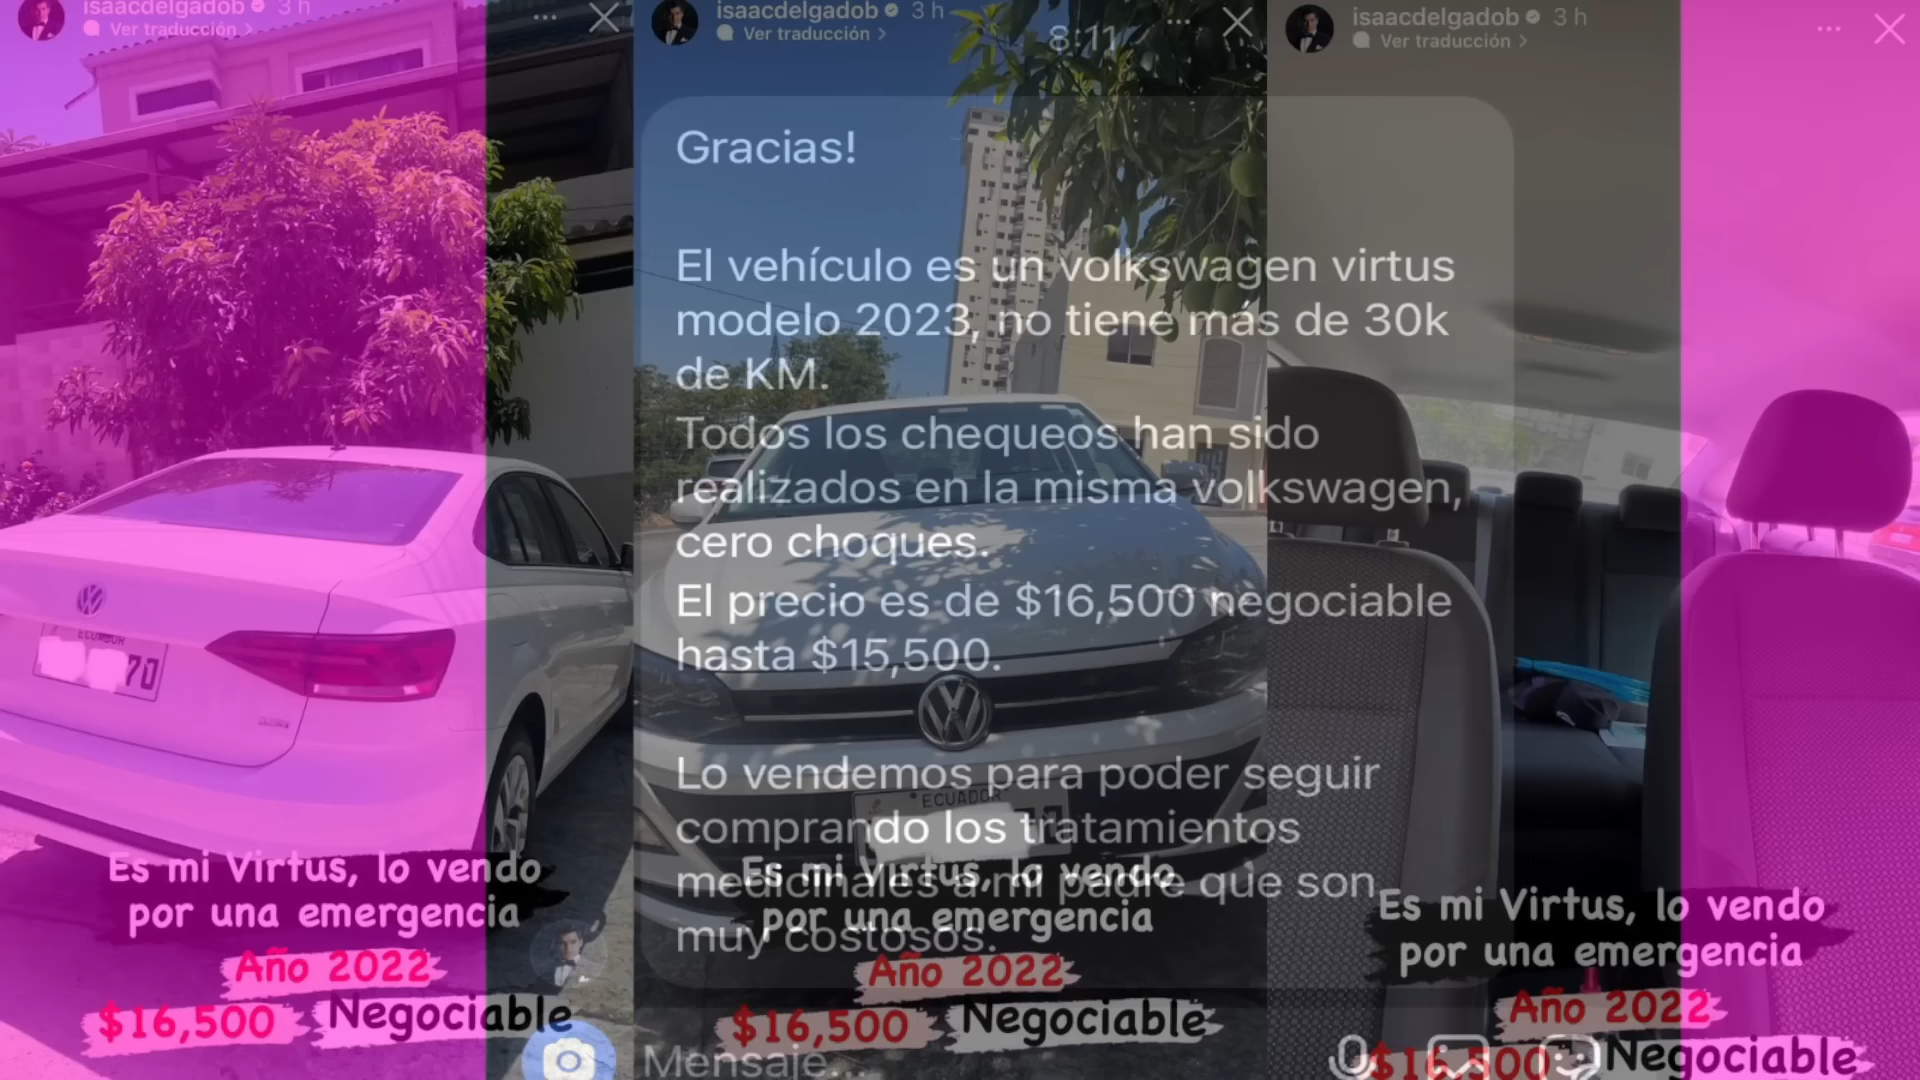 isaacdelgadob 3 h
Ver traducción >
isaacdelgadob 3 h
Ver traducción >
8:11
isaacdelgadob 3 h
Ver traducción >
Gracias!
El vehículo es un volkswagen virtus
modelo 2023, no tiene más de 30k
de KM.
Todos los chequeos han sido
realizados en la misma volkswagen,
cero choques.
El precio es de $16,500 negociable
hasta $15,500.
Lo vendemos para poder seguir
comprando los tratamientos
medicinales a mi padre que son
muy costosos.
ECUADOR
70
Es mi Virtus, lo vendo
por una emergencia
Año 2022
$16,500 Negociable
ECUADOR
Es mi Virtus, lo vendo
por una emergencia
Año 2022
$16,500 Negociable
Mensaje...
Es mi Virtus, lo vendo
por una emergencia
Año 2022
$16,500 Negociable